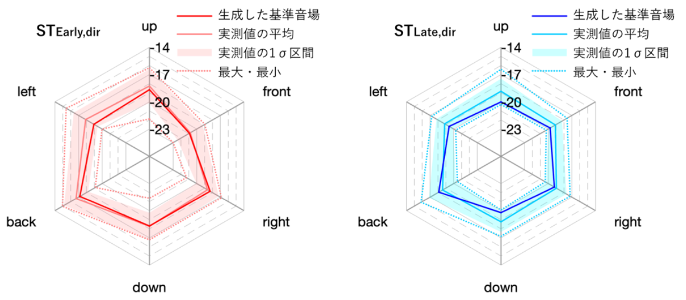 ST Early,dir
up
生成した基準音場
実測値の平均
実測値の1σ区間
最大・最小
-14
-17
-20
-23
left
front
back
right
down
ST Late,dir
up
生成した基準音場
実測値の平均
実測値の1σ区間
最大・最小
-14
-17
-20
-23
left
front
back
right
down